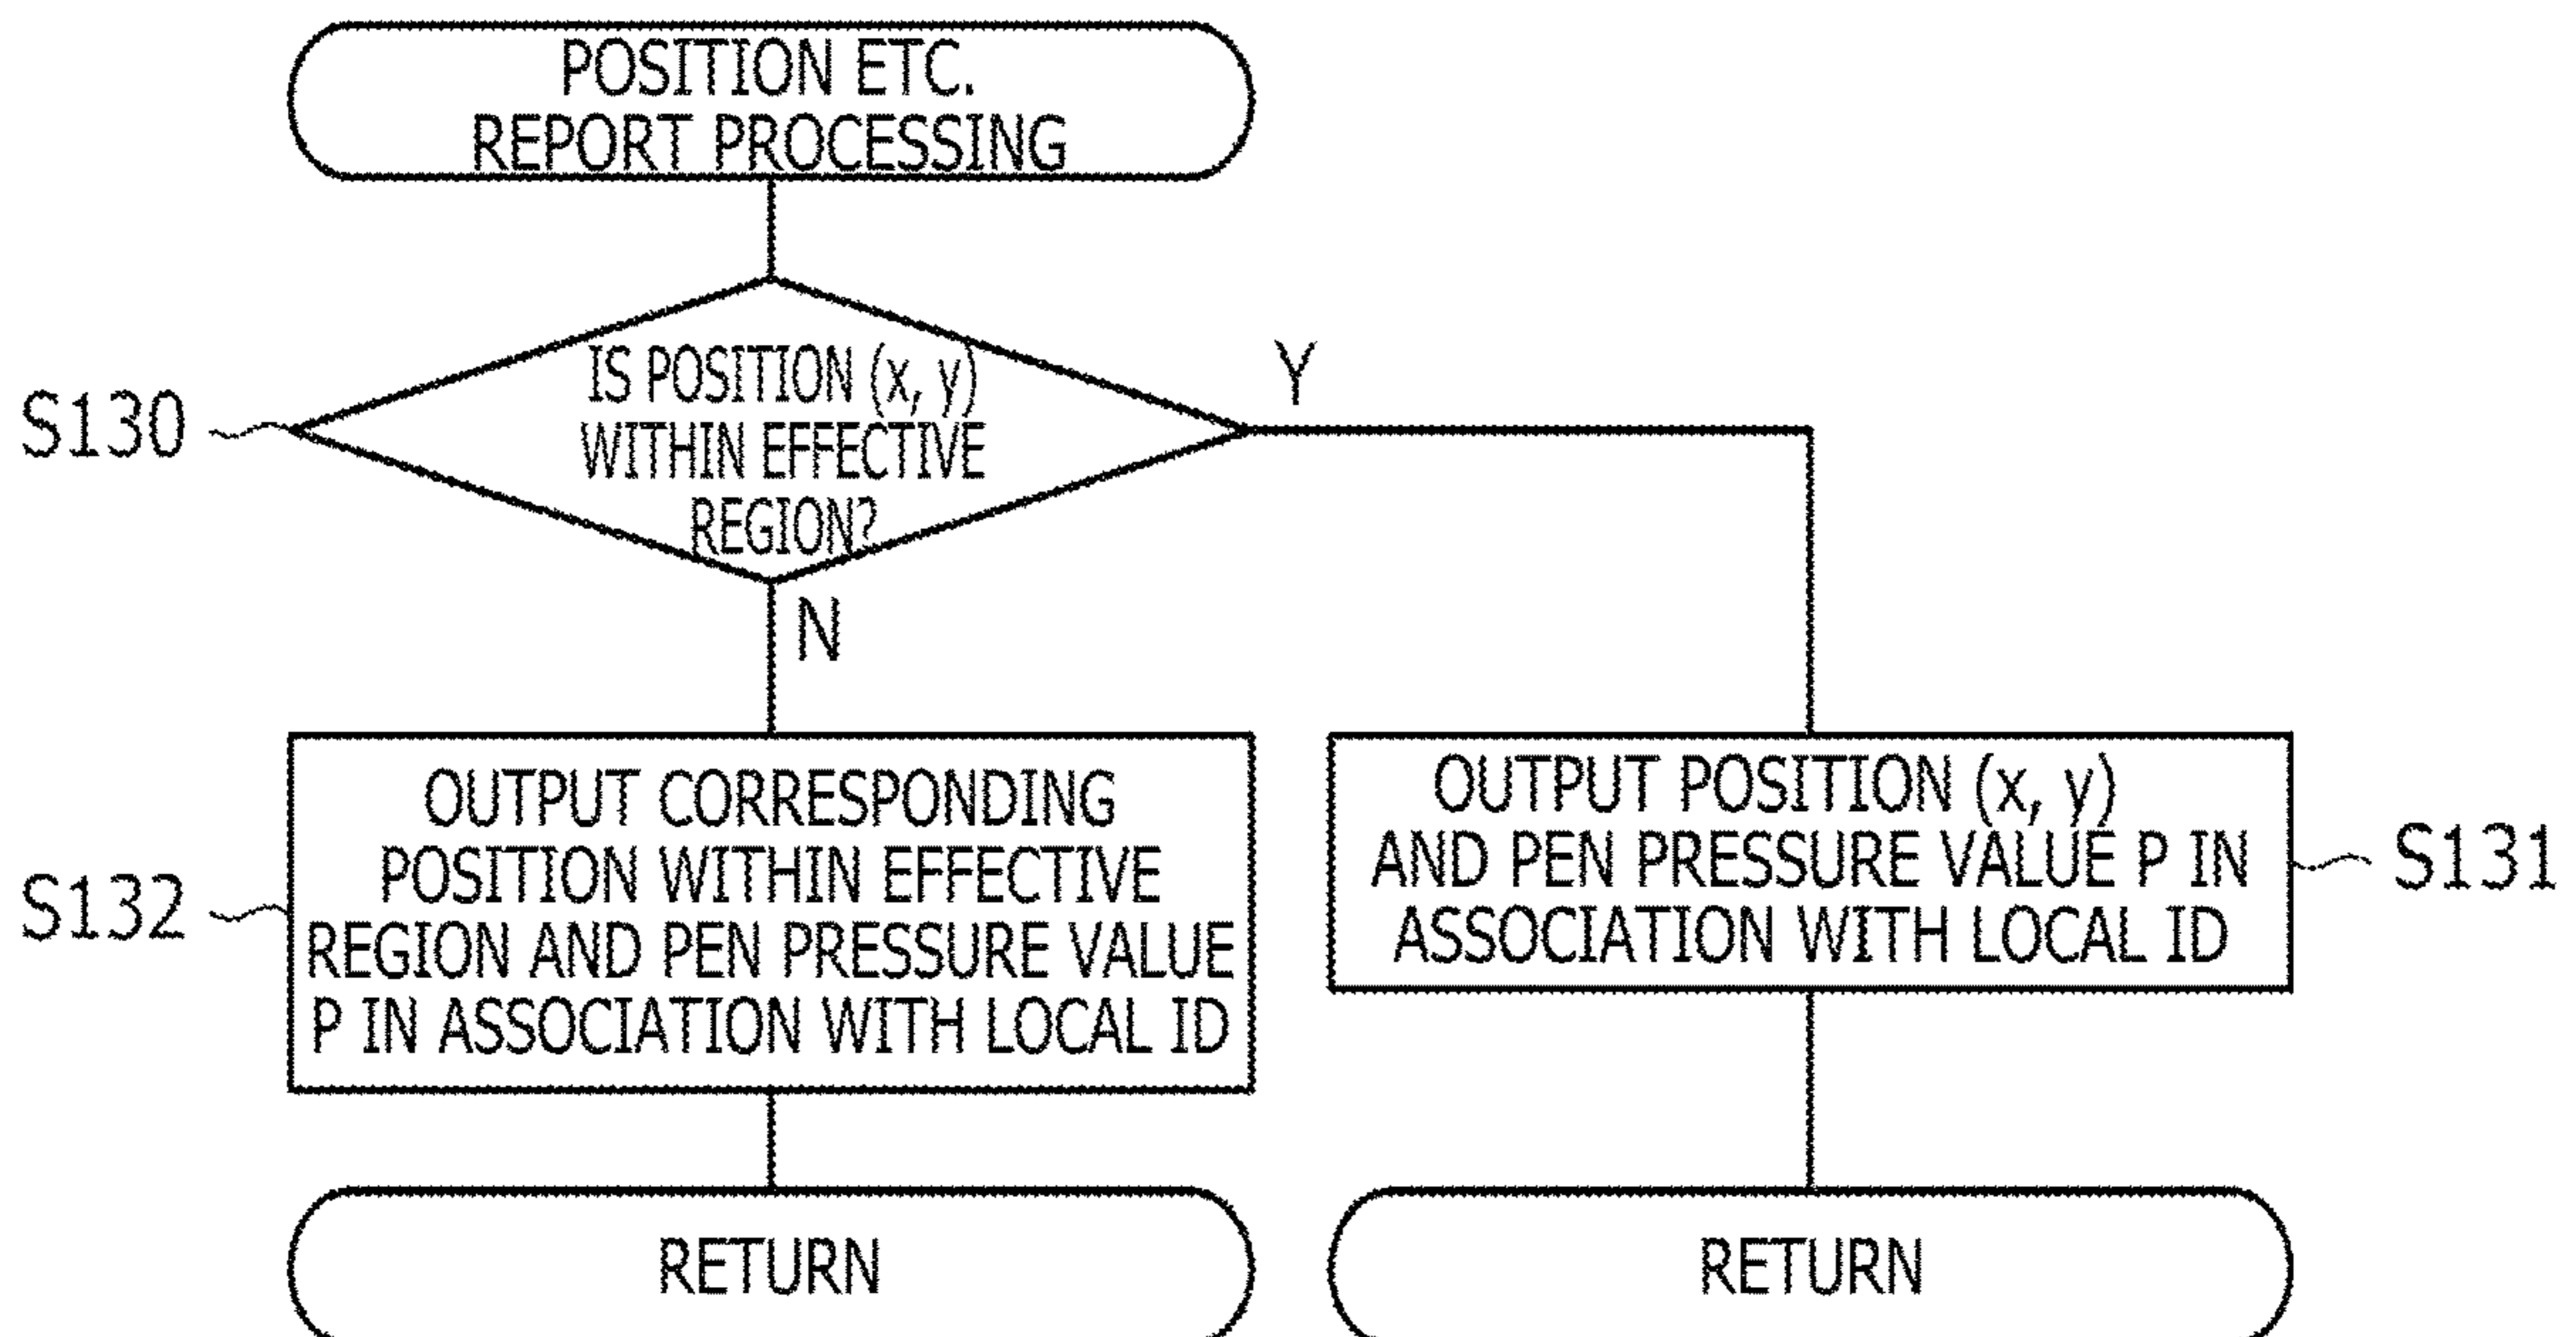 POSITION ETC.
REPORT PROCESSING
S130
IS POSITION (x, y)
WITHIN EFFECTIVE
REGION?
Y
N
S132
OUTPUT CORRESPONDING
POSITION WITHIN EFFECTIVE
REGION AND PEN PRESSURE VALUE
P IN ASSOCIATION WITH LOCAL ID
OUTPUT POSITION (x, y)
AND PEN PRESSURE VALUE P IN
ASSOCIATION WITH LOCAL ID
S131
RETURN
RETURN